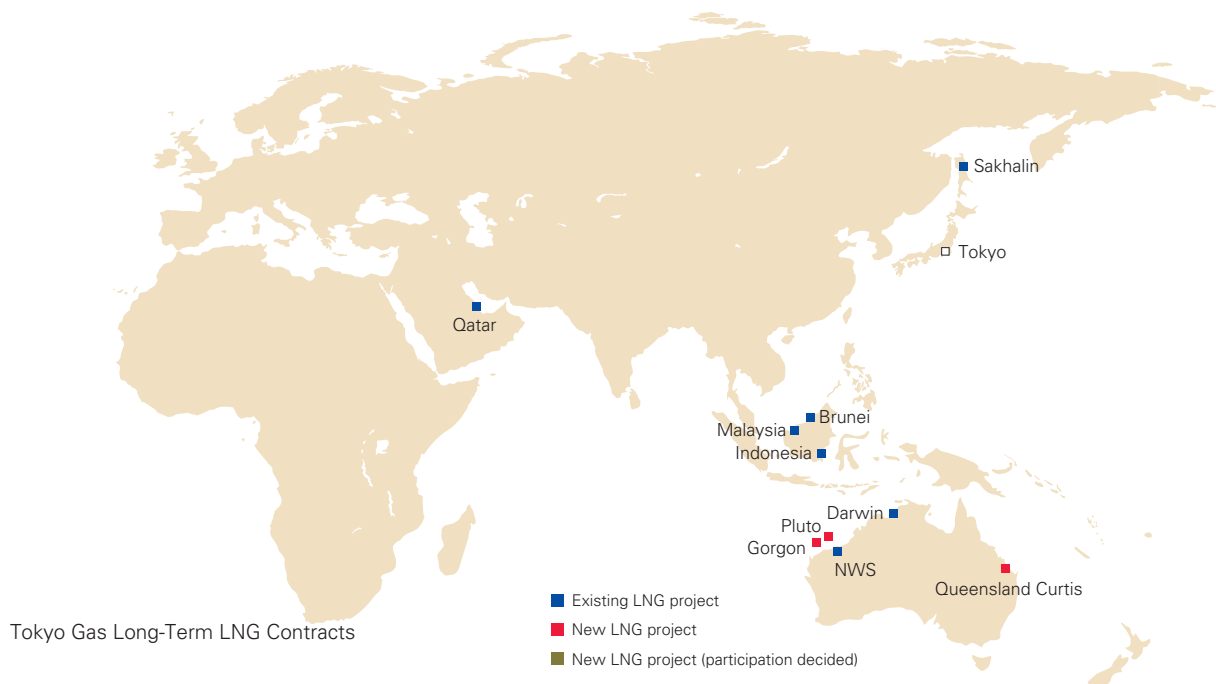 Sakhalin
Tokyo
Qatar
Brunei
Malaysia
Indonesia
Darwin
Pluto
Gorgon
NWS
Queensland Curtis
Existing LNG project
New LNG project
New LNG project (participation decided)
Tokyo Gas Long-Term LNG Contracts